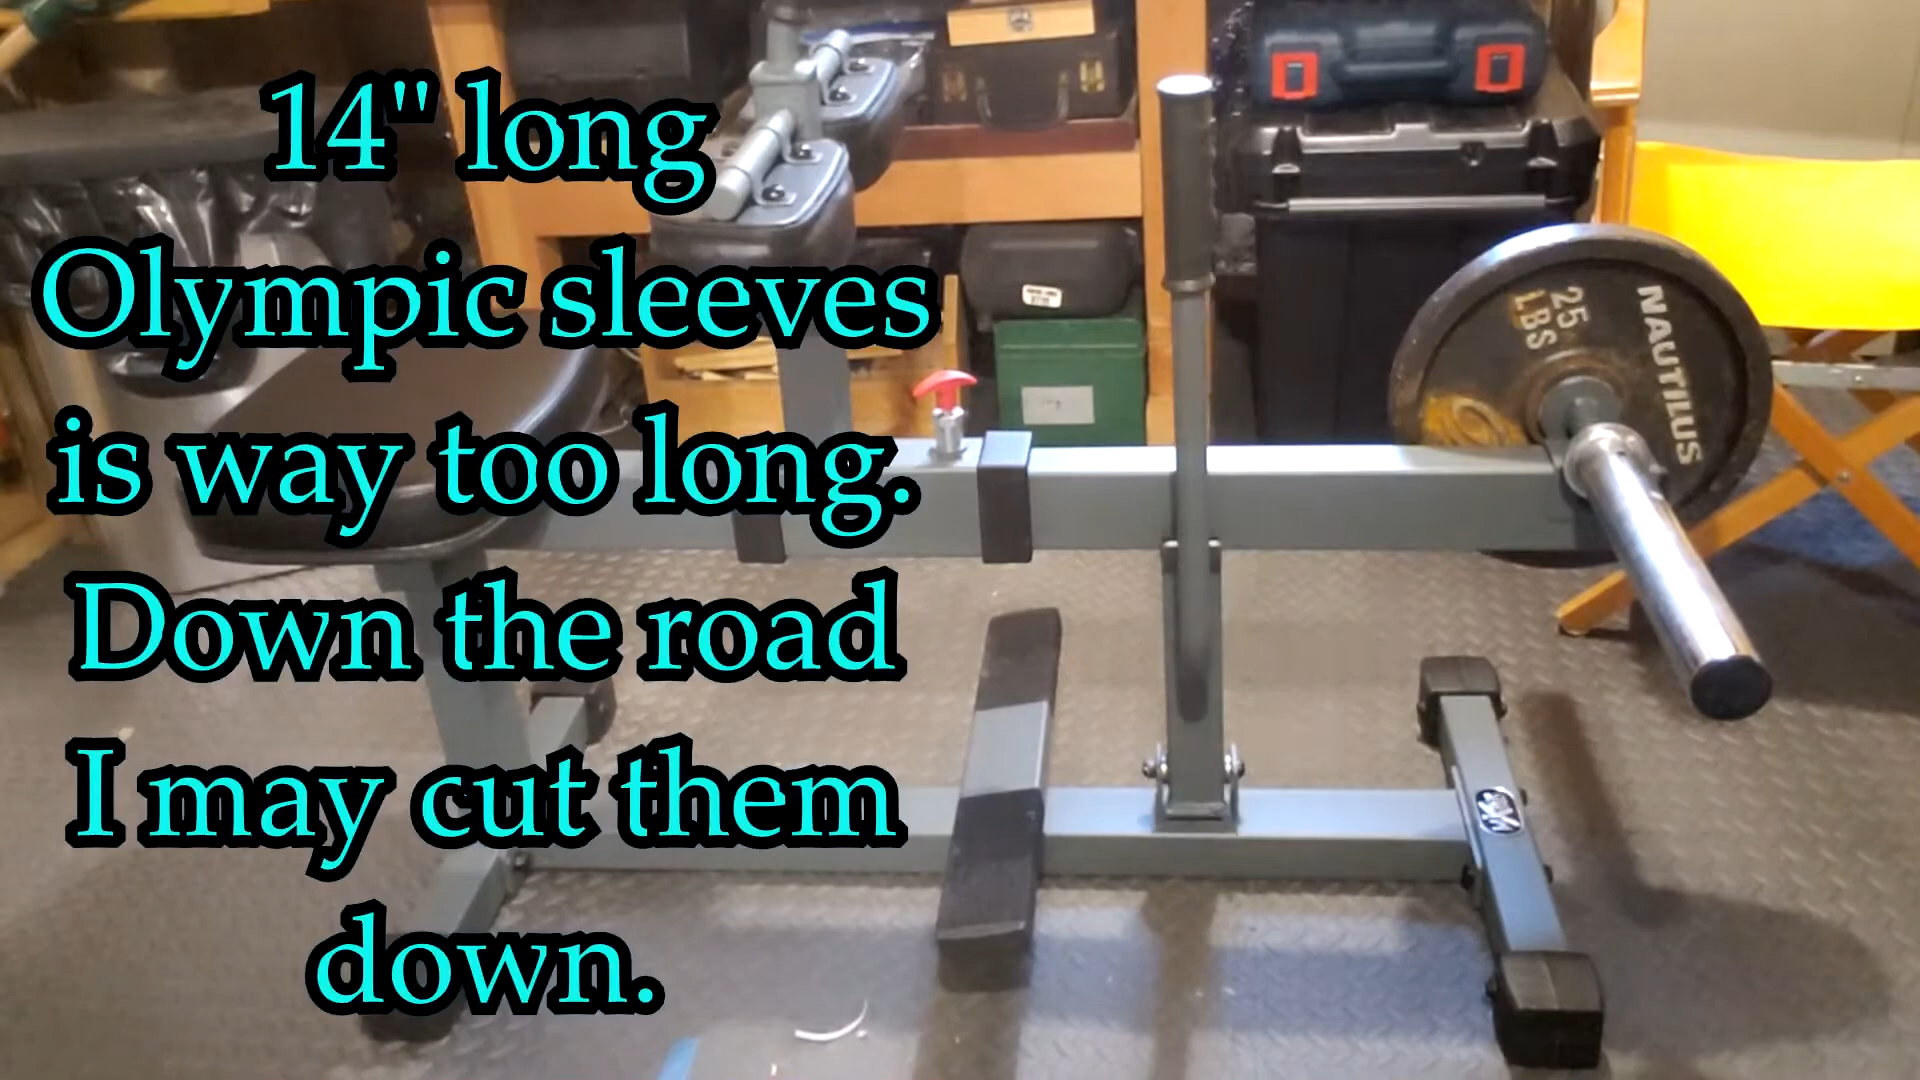 14" long
Olympic sleeves
is way too long.
Down the road
I may cut them
down.
25
LBS
NAUTILUS